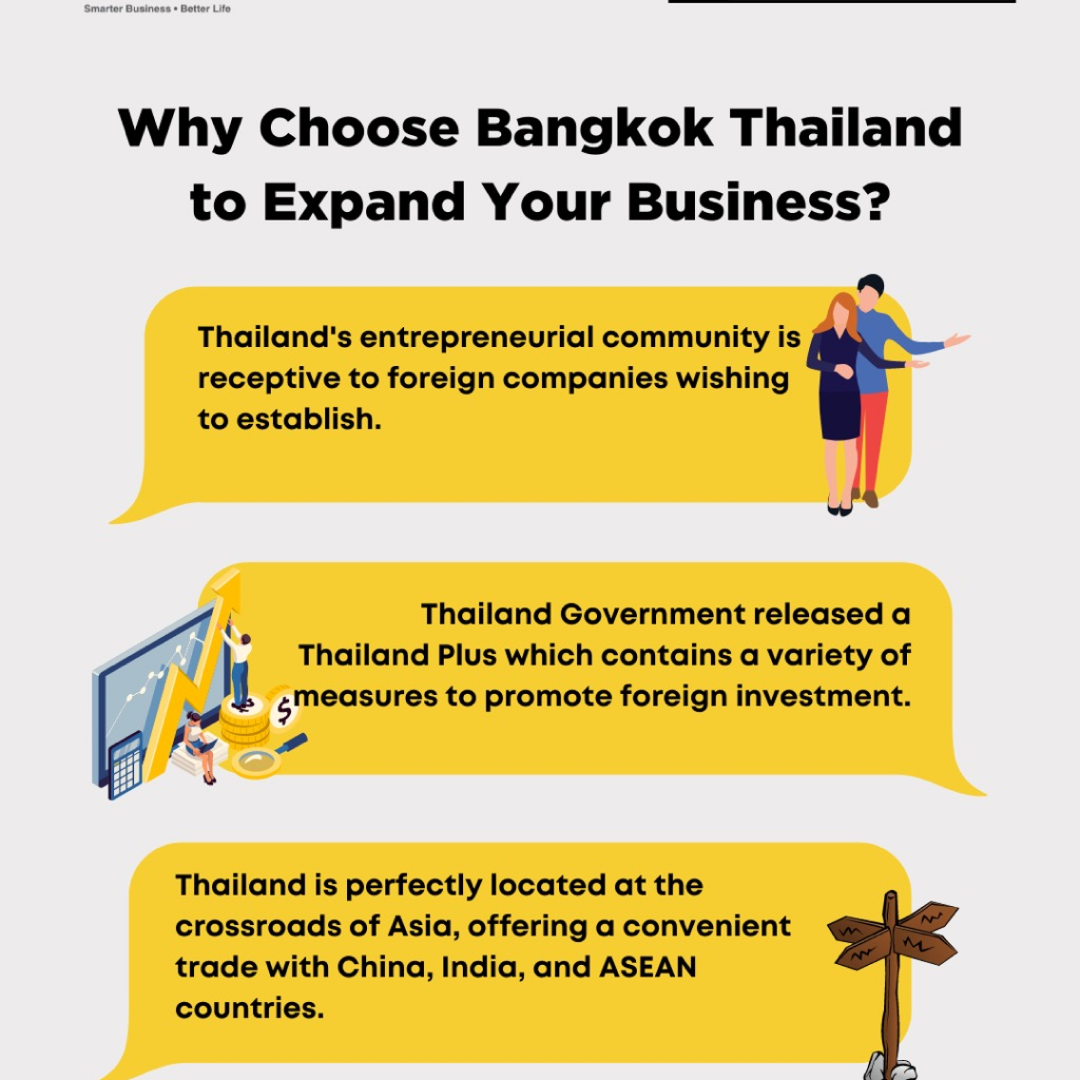 Smarter Business • Better Life
Why Choose Bangkok Thailand
to Expand Your Business?
Thailand's entrepreneurial community is
receptive to foreign companies wishing
to establish.
Thailand Government released a
Thailand Plus which contains a variety of
measures to promote foreign investment.
$
Thailand is perfectly located at the
crossroads of Asia, offering a convenient
trade with China, India, and ASEAN
countries.